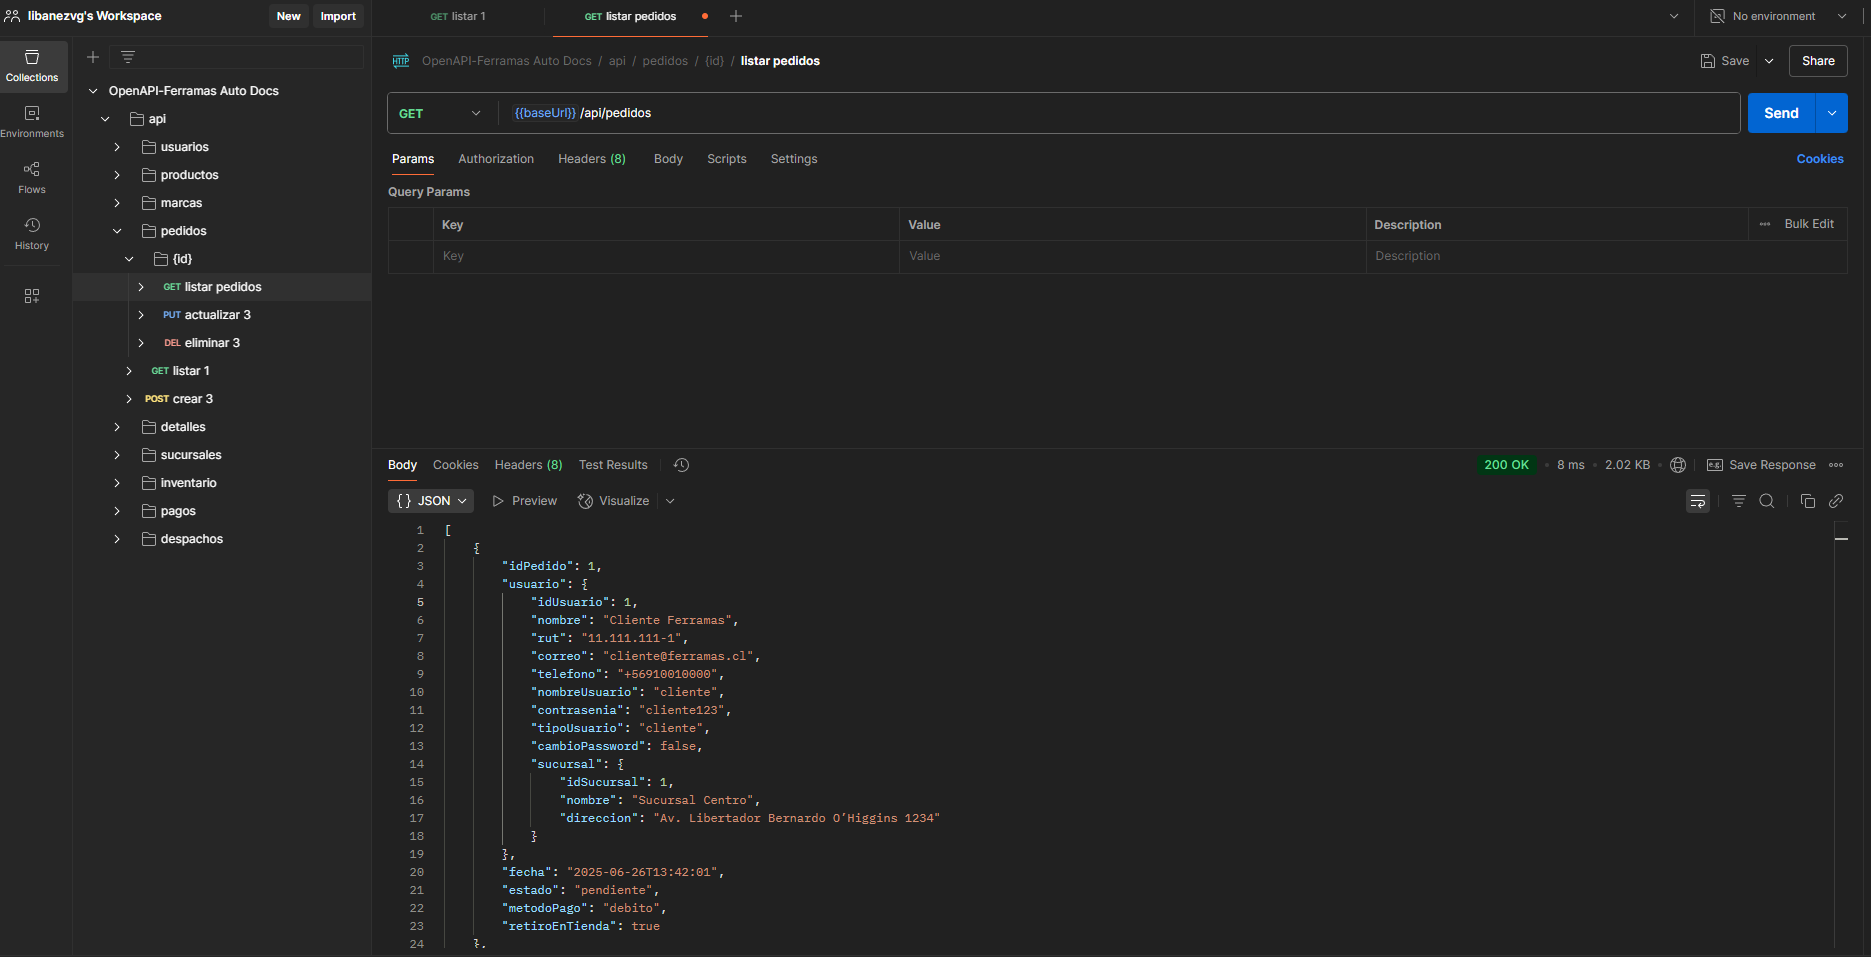 libanezvg's Workspace
New
Import
GET listar 1
GET listar pedidos
No environment
Collections
Environments
Flows
History
OpenAPI-Ferramas Auto Docs
api
usuarios
productos
marcas
pedidos
{id}
GET listar pedidos
PUT actualizar 3
DEL eliminar 3
GET listar 1
POST crear 3
detalles
sucursales
inventario
pagos
despachos
HTTP OpenAPI-Ferramas Auto Docs / api / pedidos / {id} / listar pedidos
Save
Share
GET
{{baseUrl}} /api/pedidos
Send
Params Authorization Headers (8) Body Scripts Settings
Cookies
Query Params
Key Value Description ••• Bulk Edit
Key Value Description
Body Cookies Headers (8) Test Results
200 OK • 8 ms • 2.02 KB
e.g. Save Response
{} JSON Preview Visualize
1 [
2 {
3 "idPedido": 1,
4 "usuario": {
5 "idUsuario": 1,
6 "nombre": "Cliente Ferramas",
7 "rut": "11.111.111-1",
8 "correo": "cliente@ferramas.cl",
9 "telefono": "+56910010000",
10 "nombreUsuario": "cliente",
11 "contrasenia": "cliente123",
12 "tipoUsuario": "cliente",
13 "cambioPassword": false,
14 "sucursal": {
15 "idSucursal": 1,
16 "nombre": "Sucursal Centro",
17 "direccion": "Av. Libertador Bernardo O’Higgins 1234"
18 }
19 },
20 "fecha": "2025-06-26T13:42:01",
21 "estado": "pendiente",
22 "metodoPago": "debito",
23 "retiroEnTienda": true
24 },